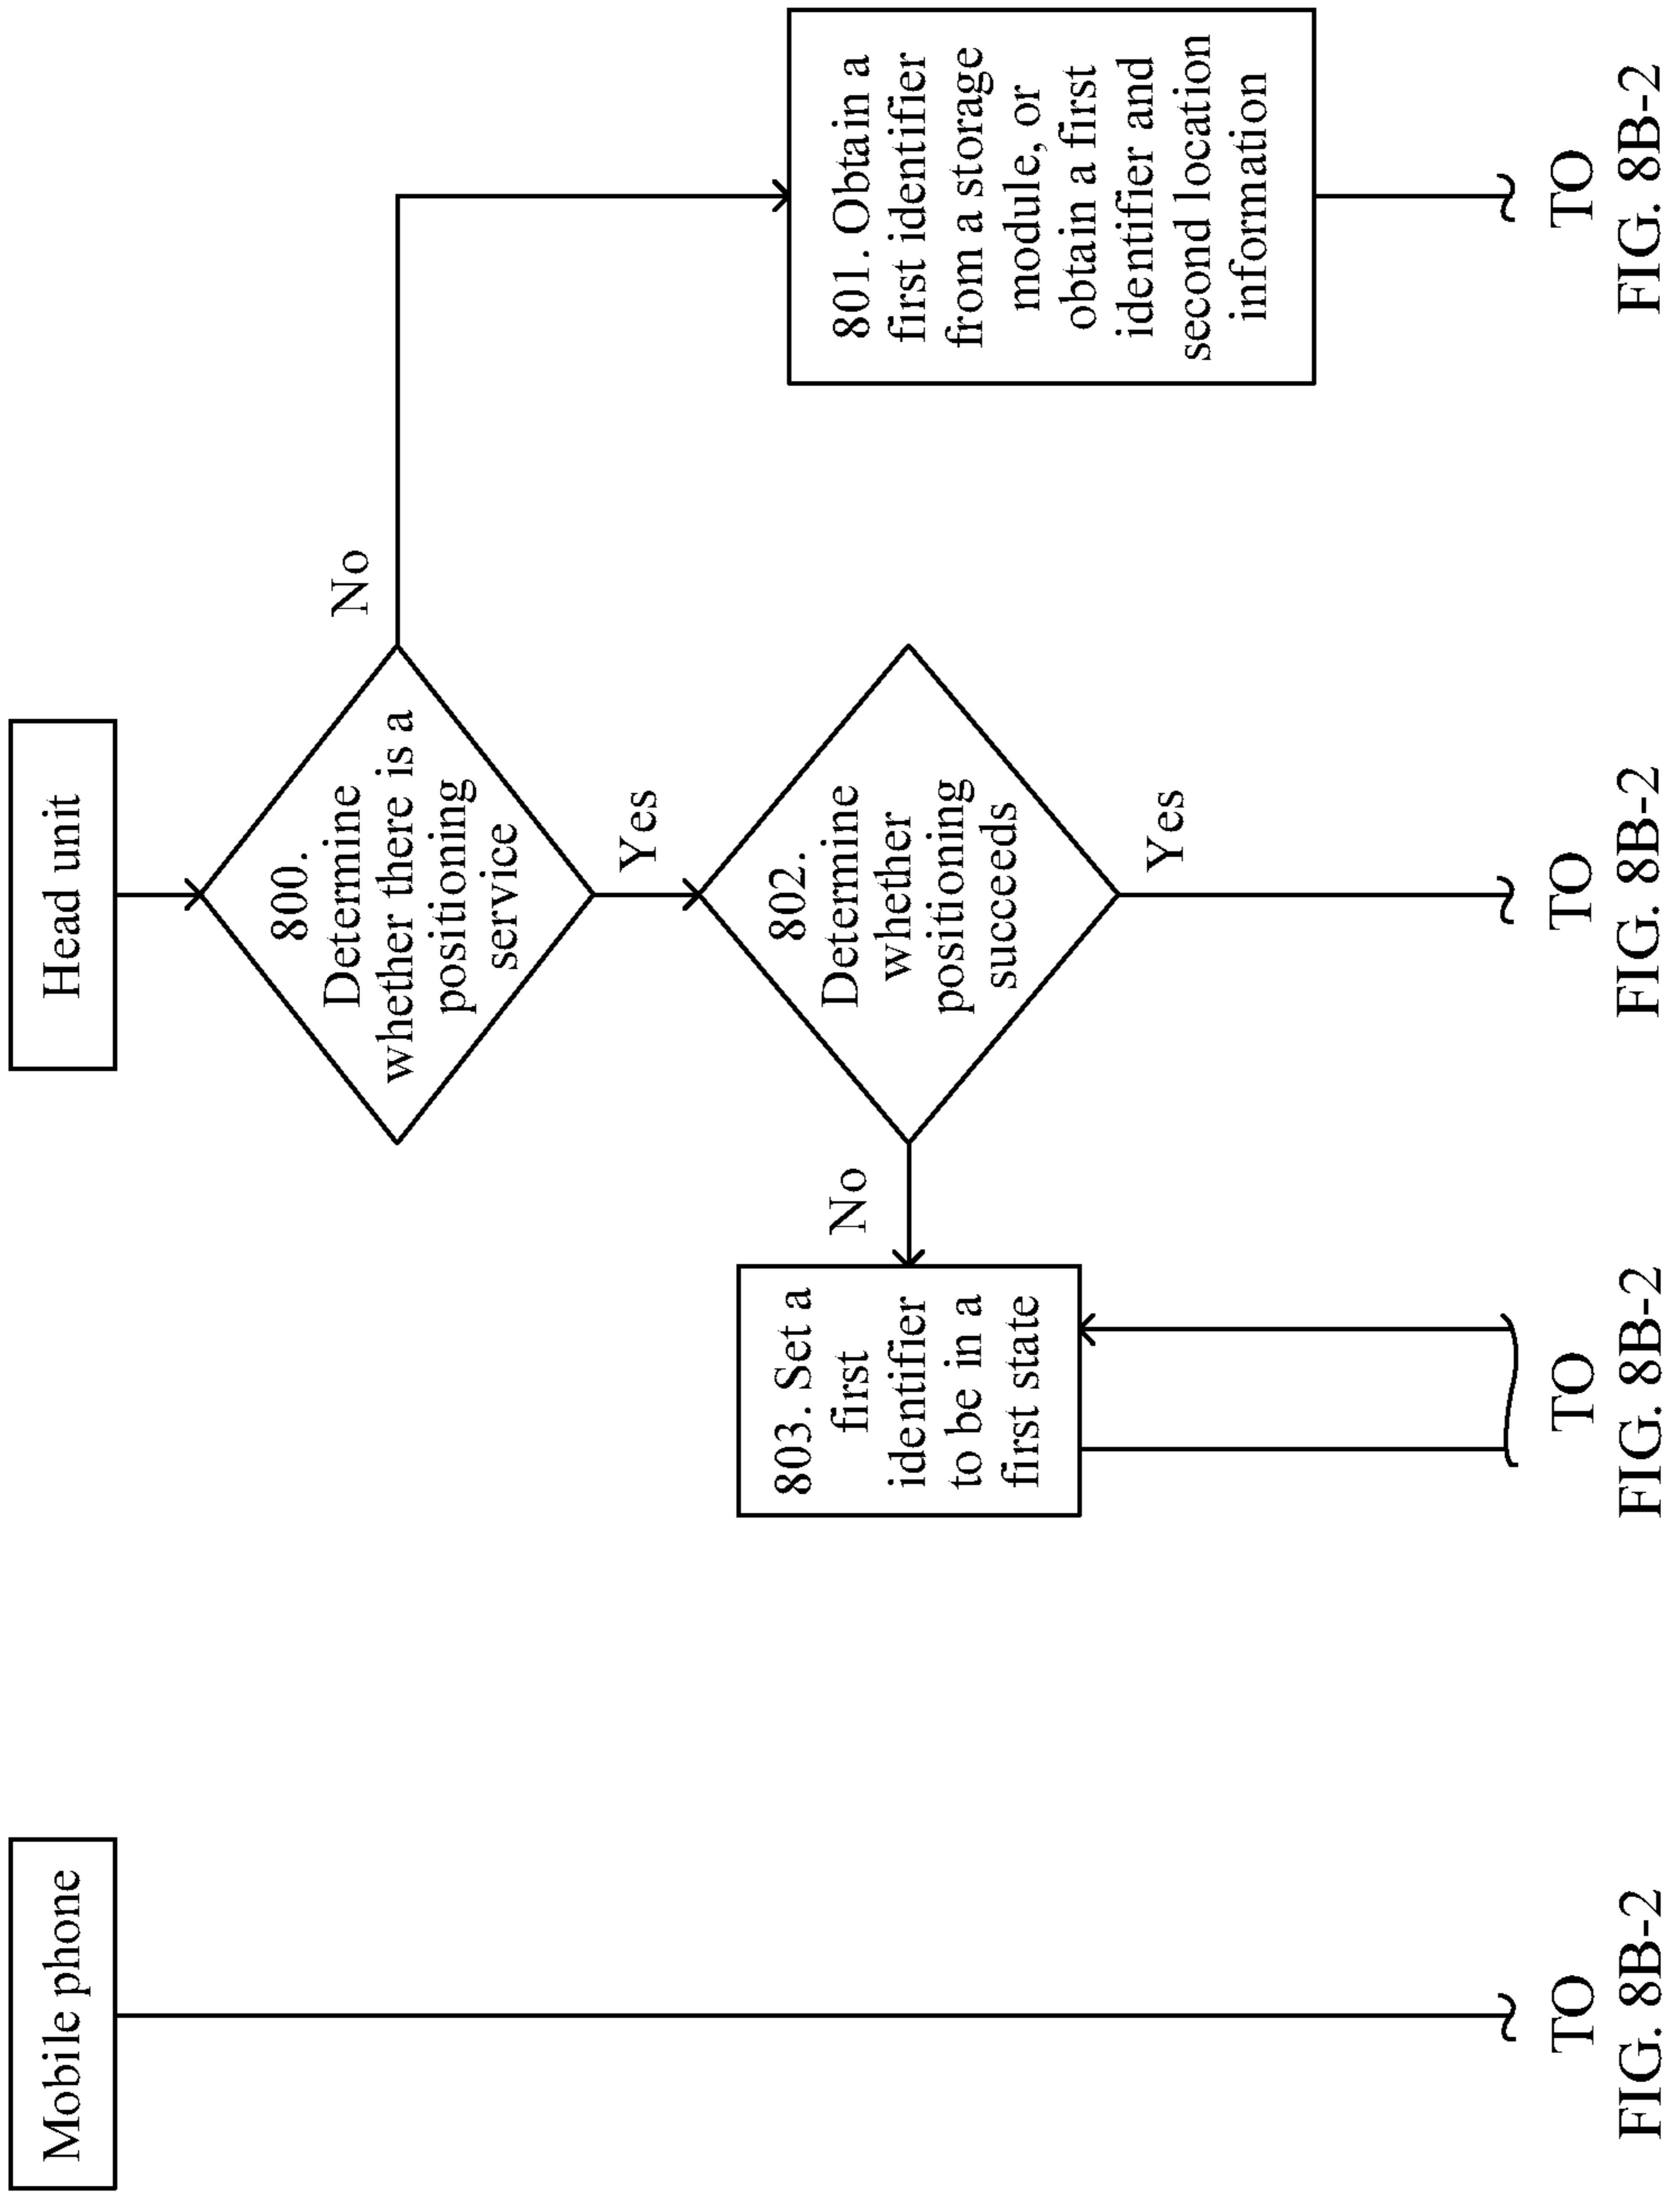 Mobile phone
Head unit
800.
Determine
whether there is a
positioning
service
No
Yes
802.
Determine
whether
positioning
succeeds
No
Yes
803. Set a
first
identifier
to be in a
first state
801. Obtain a
first identifier
from a storage
module, or
obtain a first
identifier and
second location
information
TO
FIG. 8B-2
TO
FIG. 8B-2
TO
FIG. 8B-2
TO
FIG. 8B-2